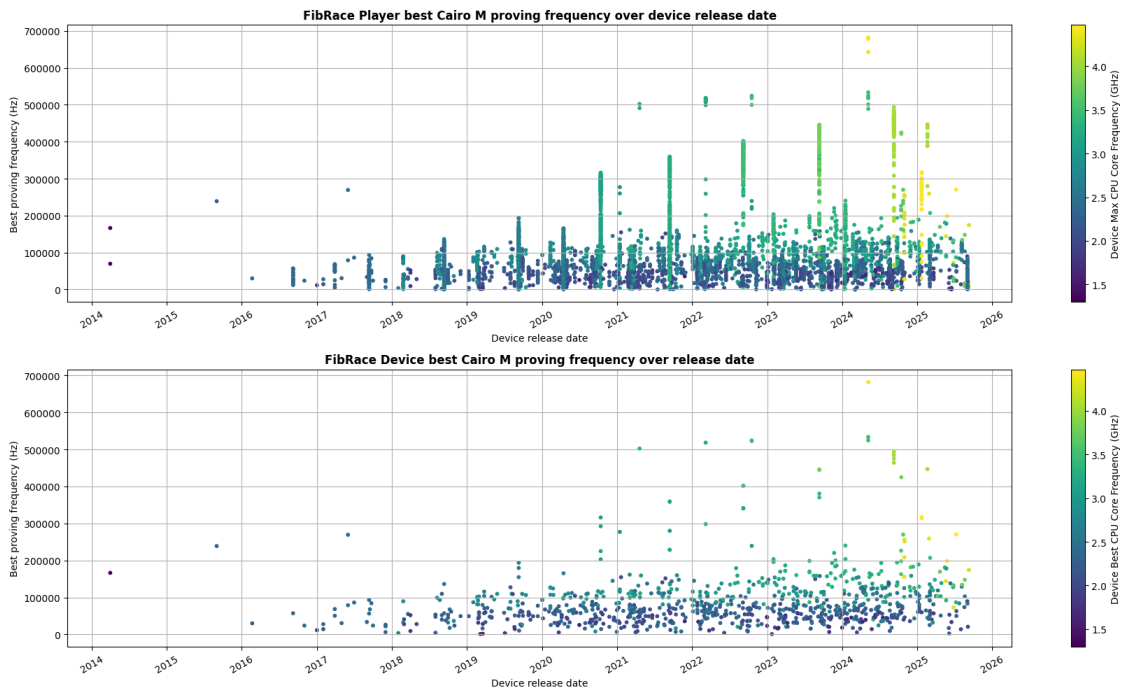 FibRace Player best Cairo M proving frequency over device release date
700000
600000
500000
400000
300000
200000
100000
0
Best proving frequency (Hz)
2014 2015 2016 2017 2018 2019 2020 2021 2022 2023 2024 2025 2026
Device release date
4.0
3.5
3.0
2.5
2.0
1.5
Device Max CPU Core Frequency (GHz)
FibRace Device best Cairo M proving frequency over release date
700000
600000
500000
400000
300000
200000
100000
0
Best proving frequency (Hz)
2014 2015 2016 2017 2018 2019 2020 2021 2022 2023 2024 2025 2026
Device release date
4.0
3.5
3.0
2.5
2.0
1.5
Device Best CPU Core Frequency (GHz)